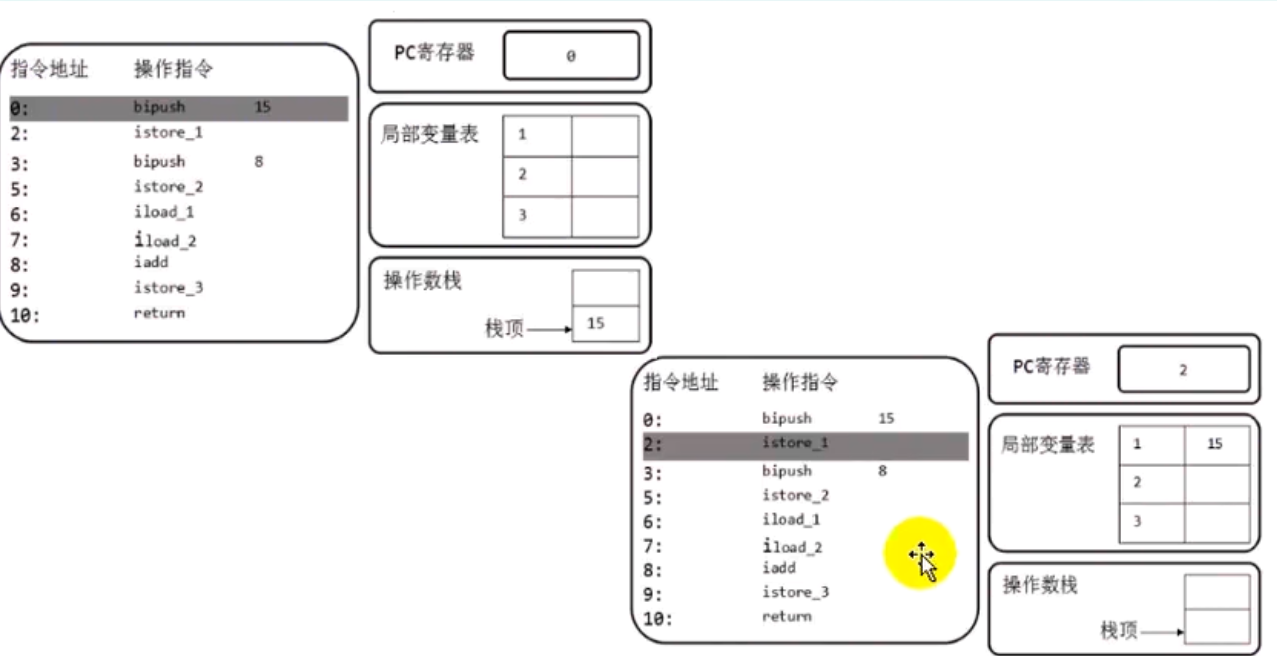 指令地址 操作指令
0: bipush 15
2: istore_1
3: bipush 8
5: istore_2
6: iload_1
7: iload_2
8: iadd
9: istore_3
10: return
PC寄存器 0
局部变量表 1
2
3
操作数栈
栈顶 15
指令地址 操作指令
0: bipush 15
2: istore_1
3: bipush 8
5: istore_2
6: iload_1
7: iload_2
8: iadd
9: istore_3
10: return
PC寄存器 2
局部变量表 1 15
2
3
操作数栈
栈顶